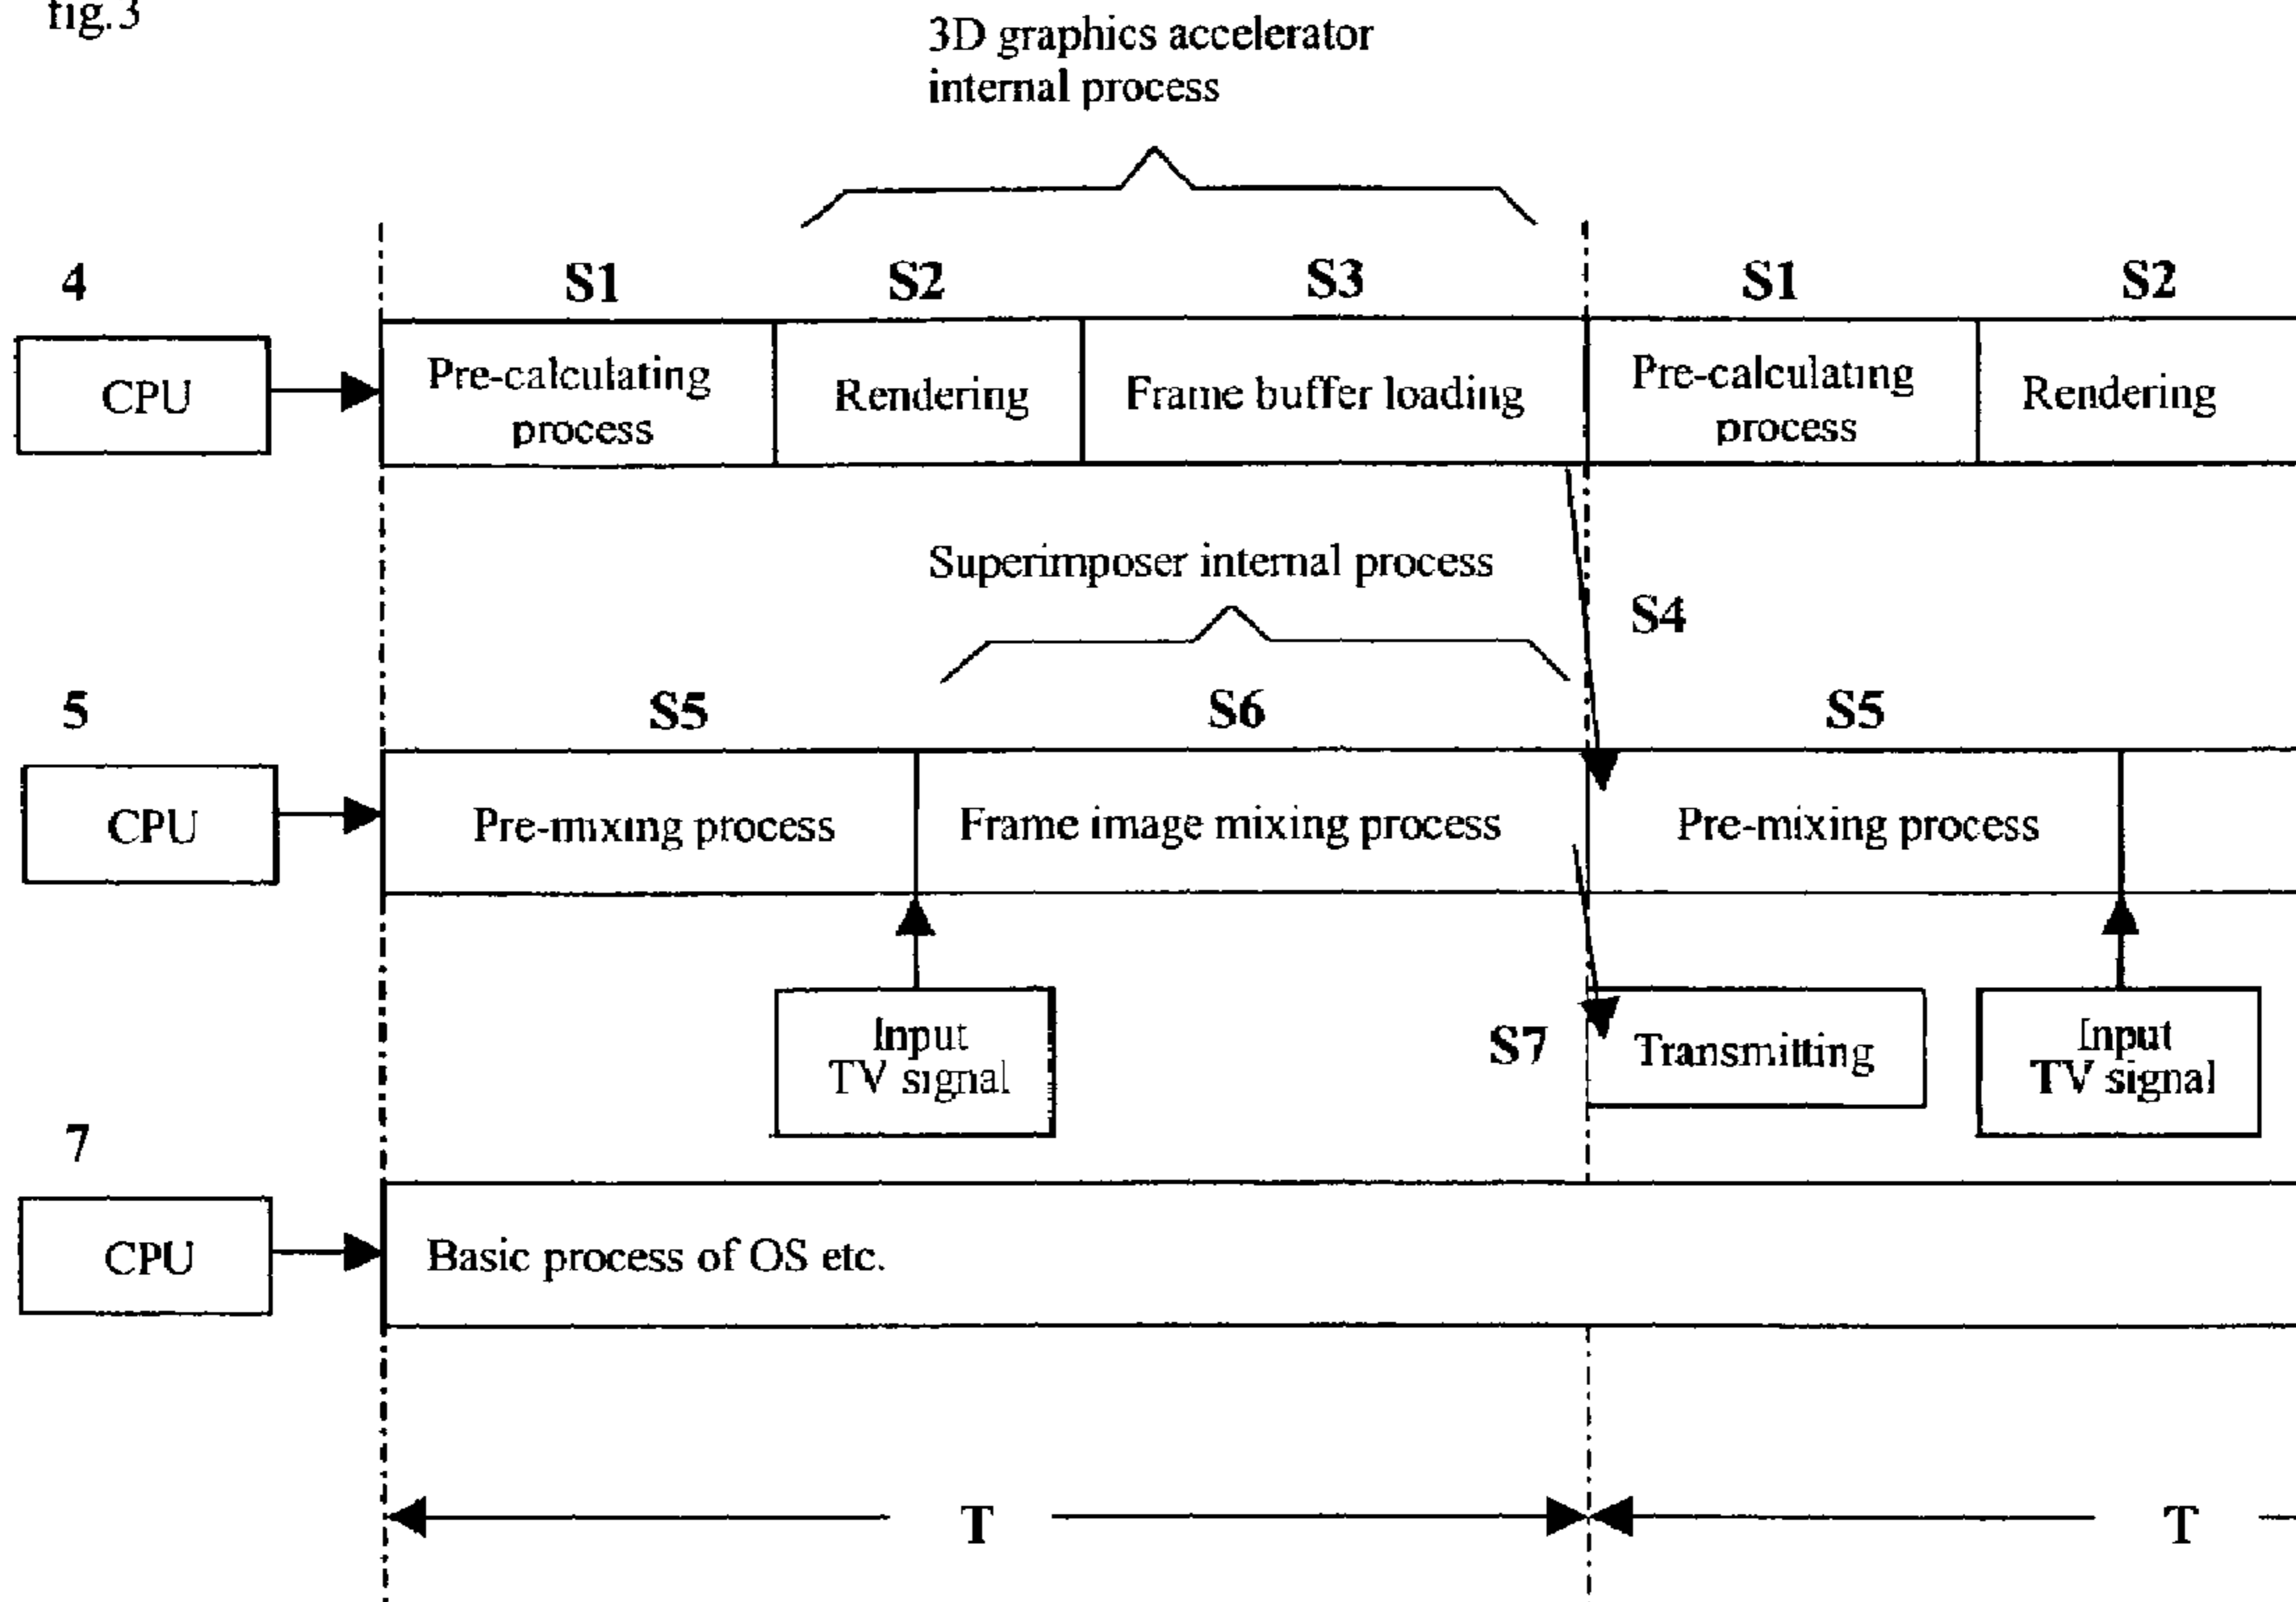 fig.3
3D graphics accelerator
internal process
4
S1
S2
S3
S1
S2
CPU
Pre-calculating
process
Rendering
Frame buffer loading
Pre-calculating
process
Rendering
Superimposer internal process
S4
5
S5
S6
S5
CPU
Pre-mixing process
Frame image mixing process
Pre-mixing process
Input
TV signal
S7
Transmitting
Input
TV signal
7
CPU
Basic process of OS etc.
T
T